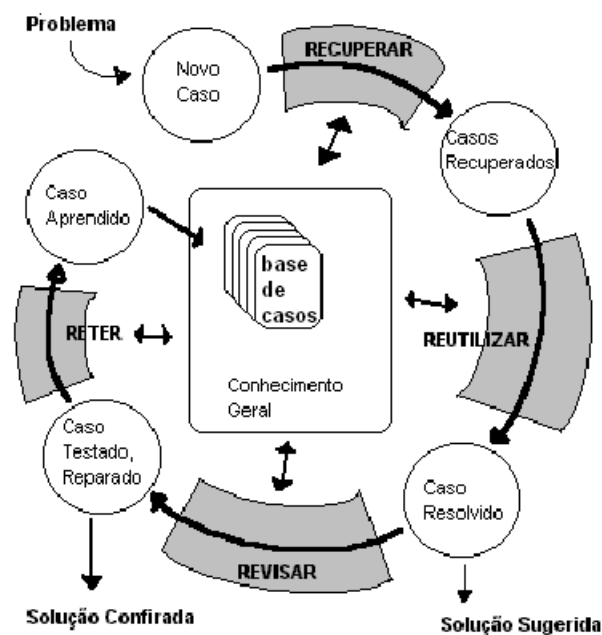 Problema
RECUPERAR
Novo
Caso
Casos
Recuperados
Caso
Aprendido
base
de
casos
RETER
REUTILIZAR
Conhecimento
Geral
Caso
Testado,
Reparado
Caso
Resolvido
REVISAR
Solução Confirada
Solução Sugerida